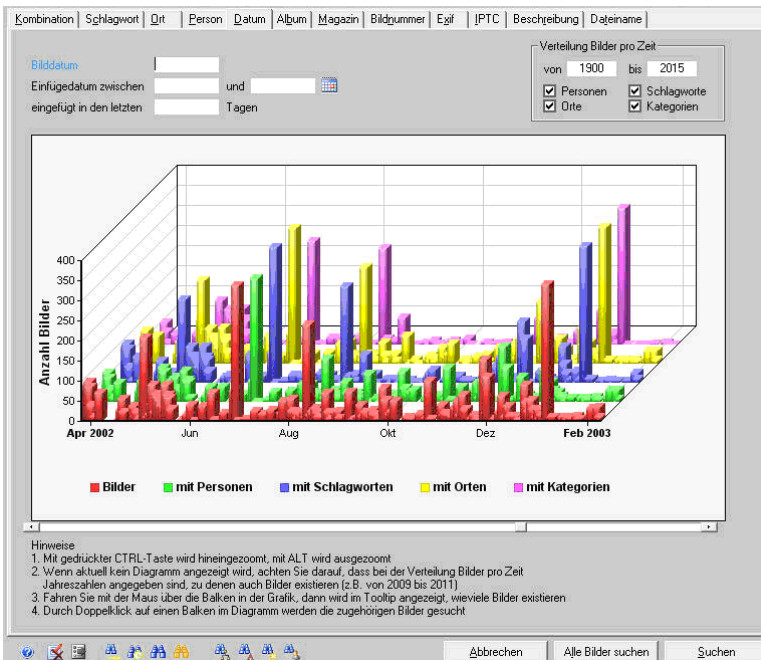 Kombination Schlagwort Ort Person Datum Album Magazin Bildnummer Exif IPTC Beschreibung Dateiname
Bilddatum
Einfügedatum zwischen und
eingefügt in den letzten Tagen
Verteilung Bilder pro Zeit
von 1900 bis 2015
Personen Schlagworte
Orte Kategorien
Anzahl Bilder
400
350
300
250
200
150
100
50
0
Apr 2002 Jun Aug Okt Dez Feb 2003
Bilder mit Personen mit Schlagworten mit Orten mit Kategorien
Hinweise
1. Mit gedrückter CTRL-Taste wird hineingezoomt, mit ALT wird ausgezoomt
2. Wenn aktuell kein Diagramm angezeigt wird, achten Sie darauf, dass bei der Verteilung Bilder pro Zeit
Jahreszahlen angegeben sind, zu denen auch Bilder existieren (z.B. von 2009 bis 2011)
3. Fahren Sie mit der Maus über die Balken in der Grafik, dann wird im Tooltip angezeigt, wieviele Bilder existieren
4. Durch Doppelklick auf einen Balken im Diagramm werden die zugehörigen Bilder gesucht
Abbrechen Alle Bilder suchen Suchen